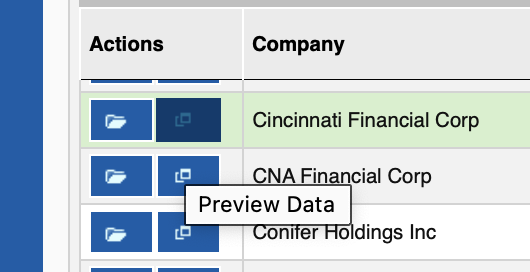 Actions Company
Cincinnati Financial Corp
CNA Financial Corp
Preview Data
Conifer Holdings Inc